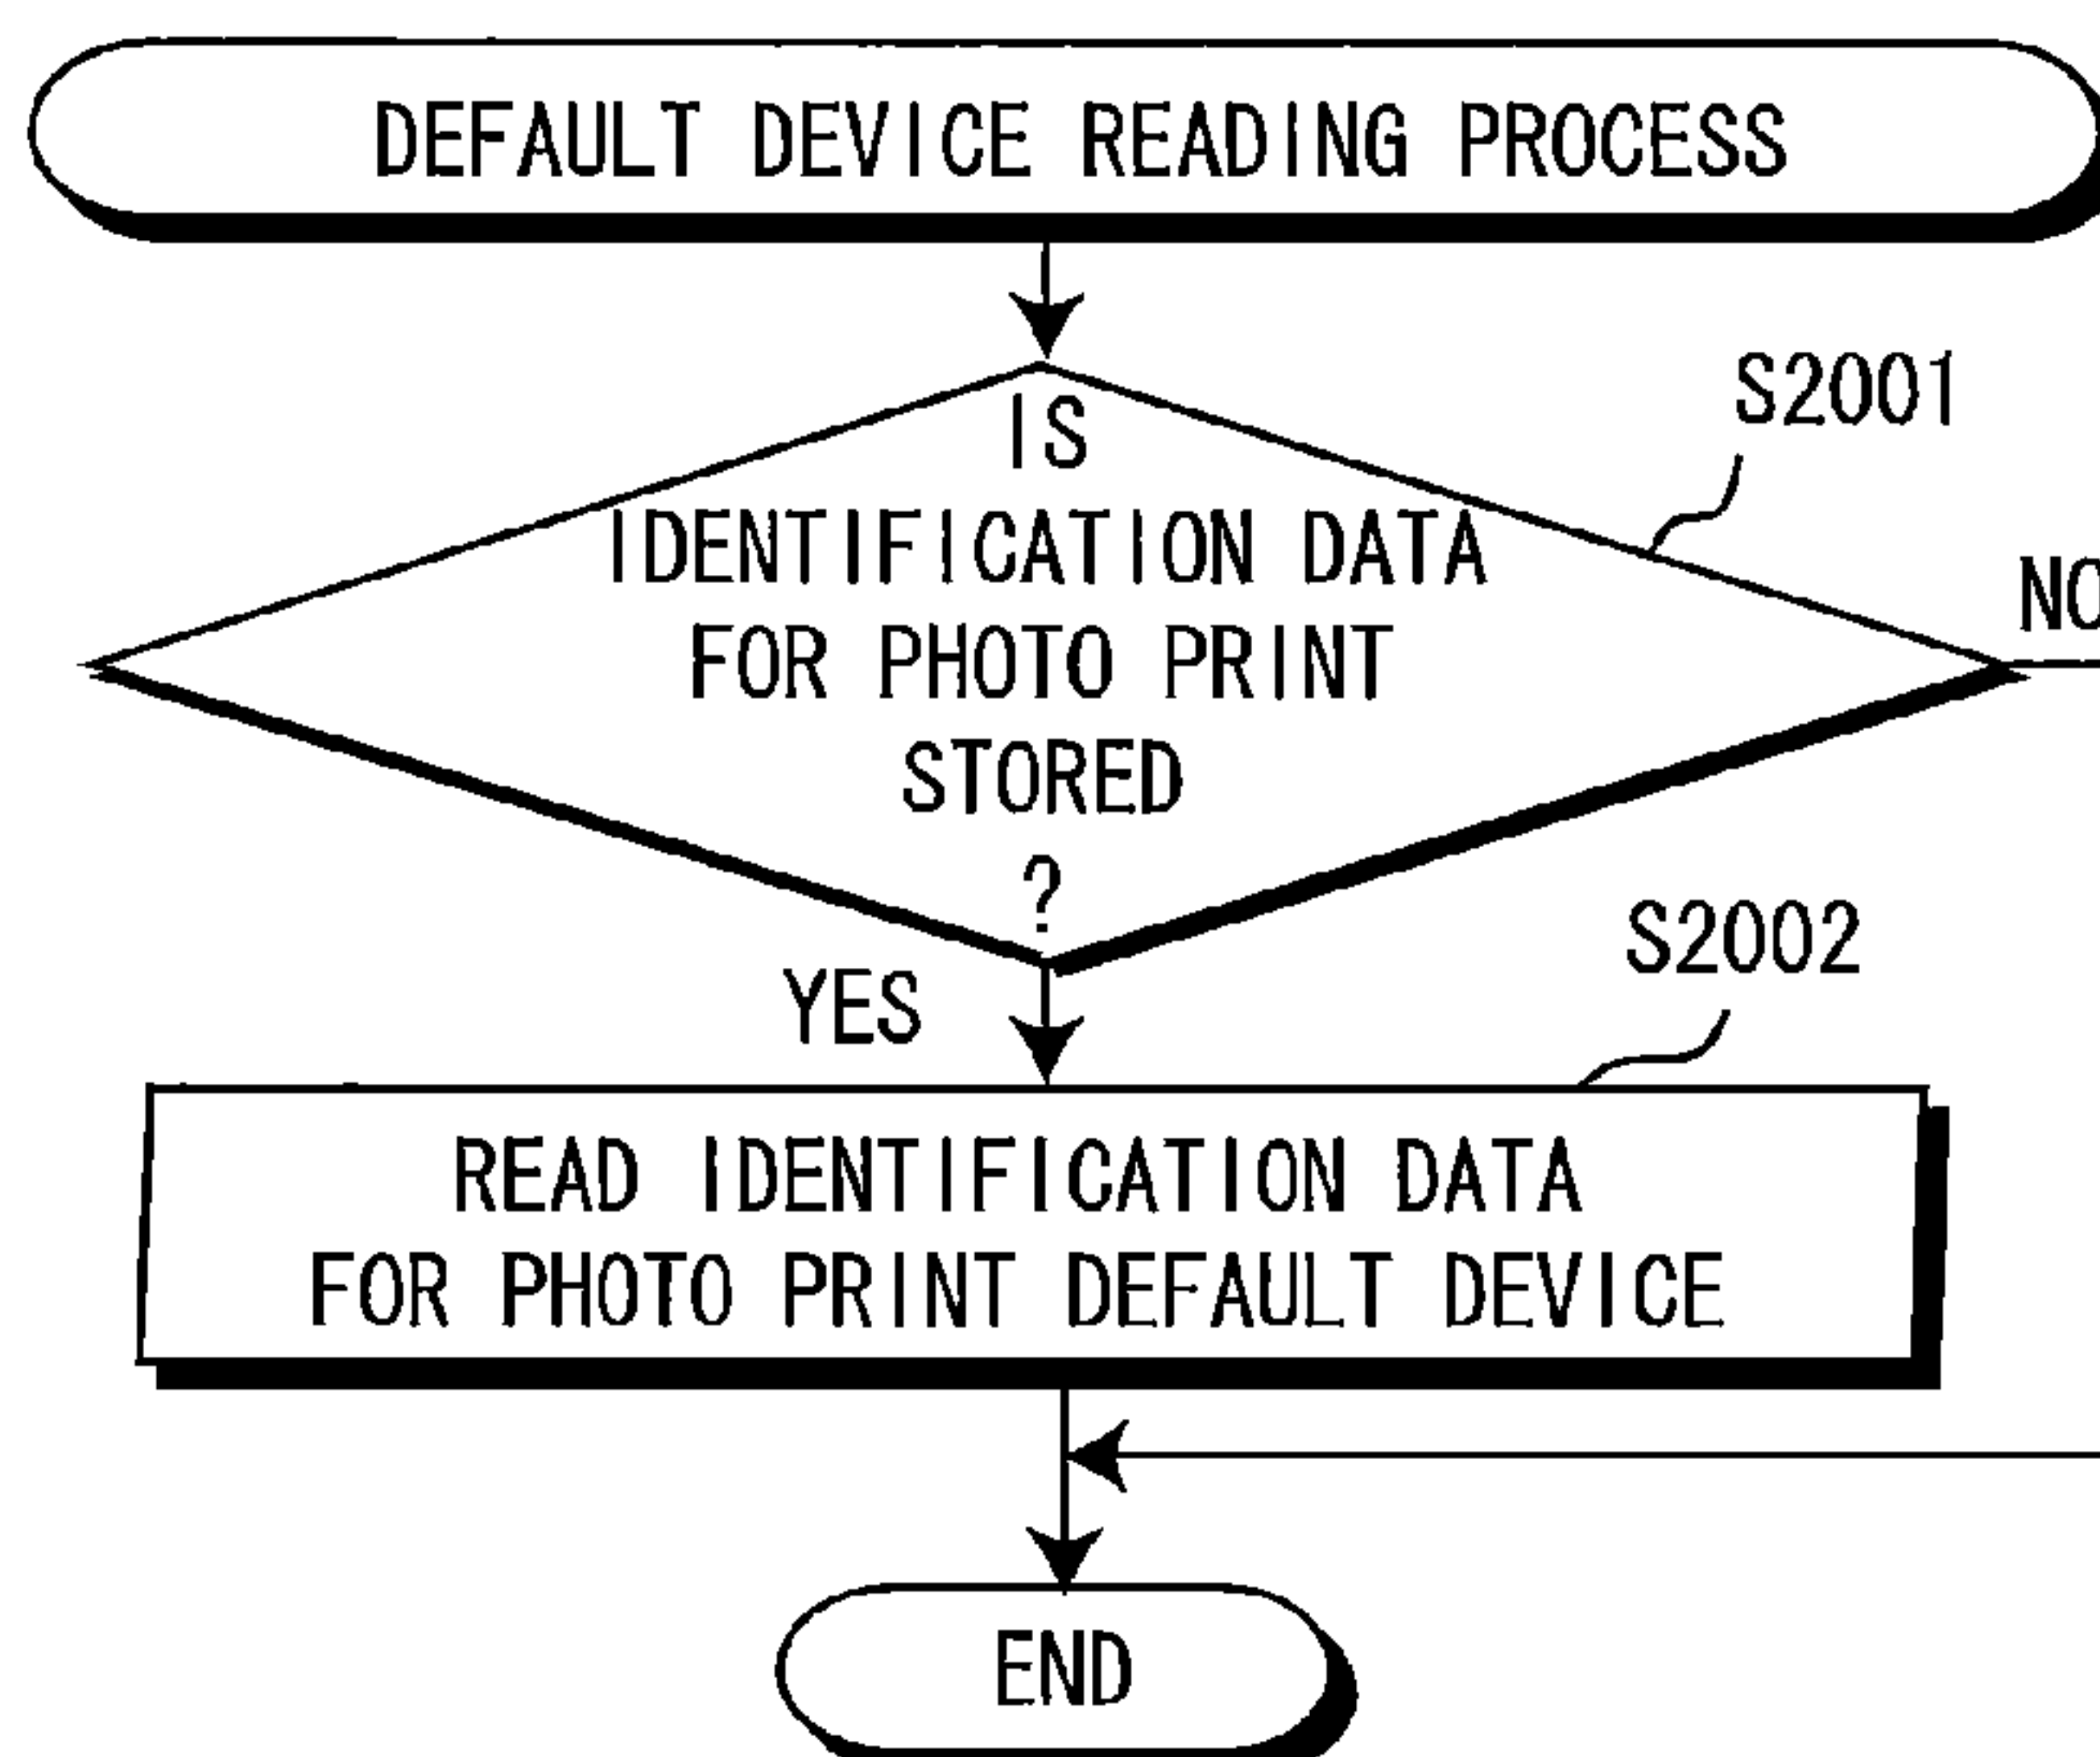 DEFAULT DEVICE READING PROCESS
S2001
IS
IDENTIFICATION DATA
FOR PHOTO PRINT
STORED
?
NO
YES
S2002
READ IDENTIFICATION DATA
FOR PHOTO PRINT DEFAULT DEVICE
END